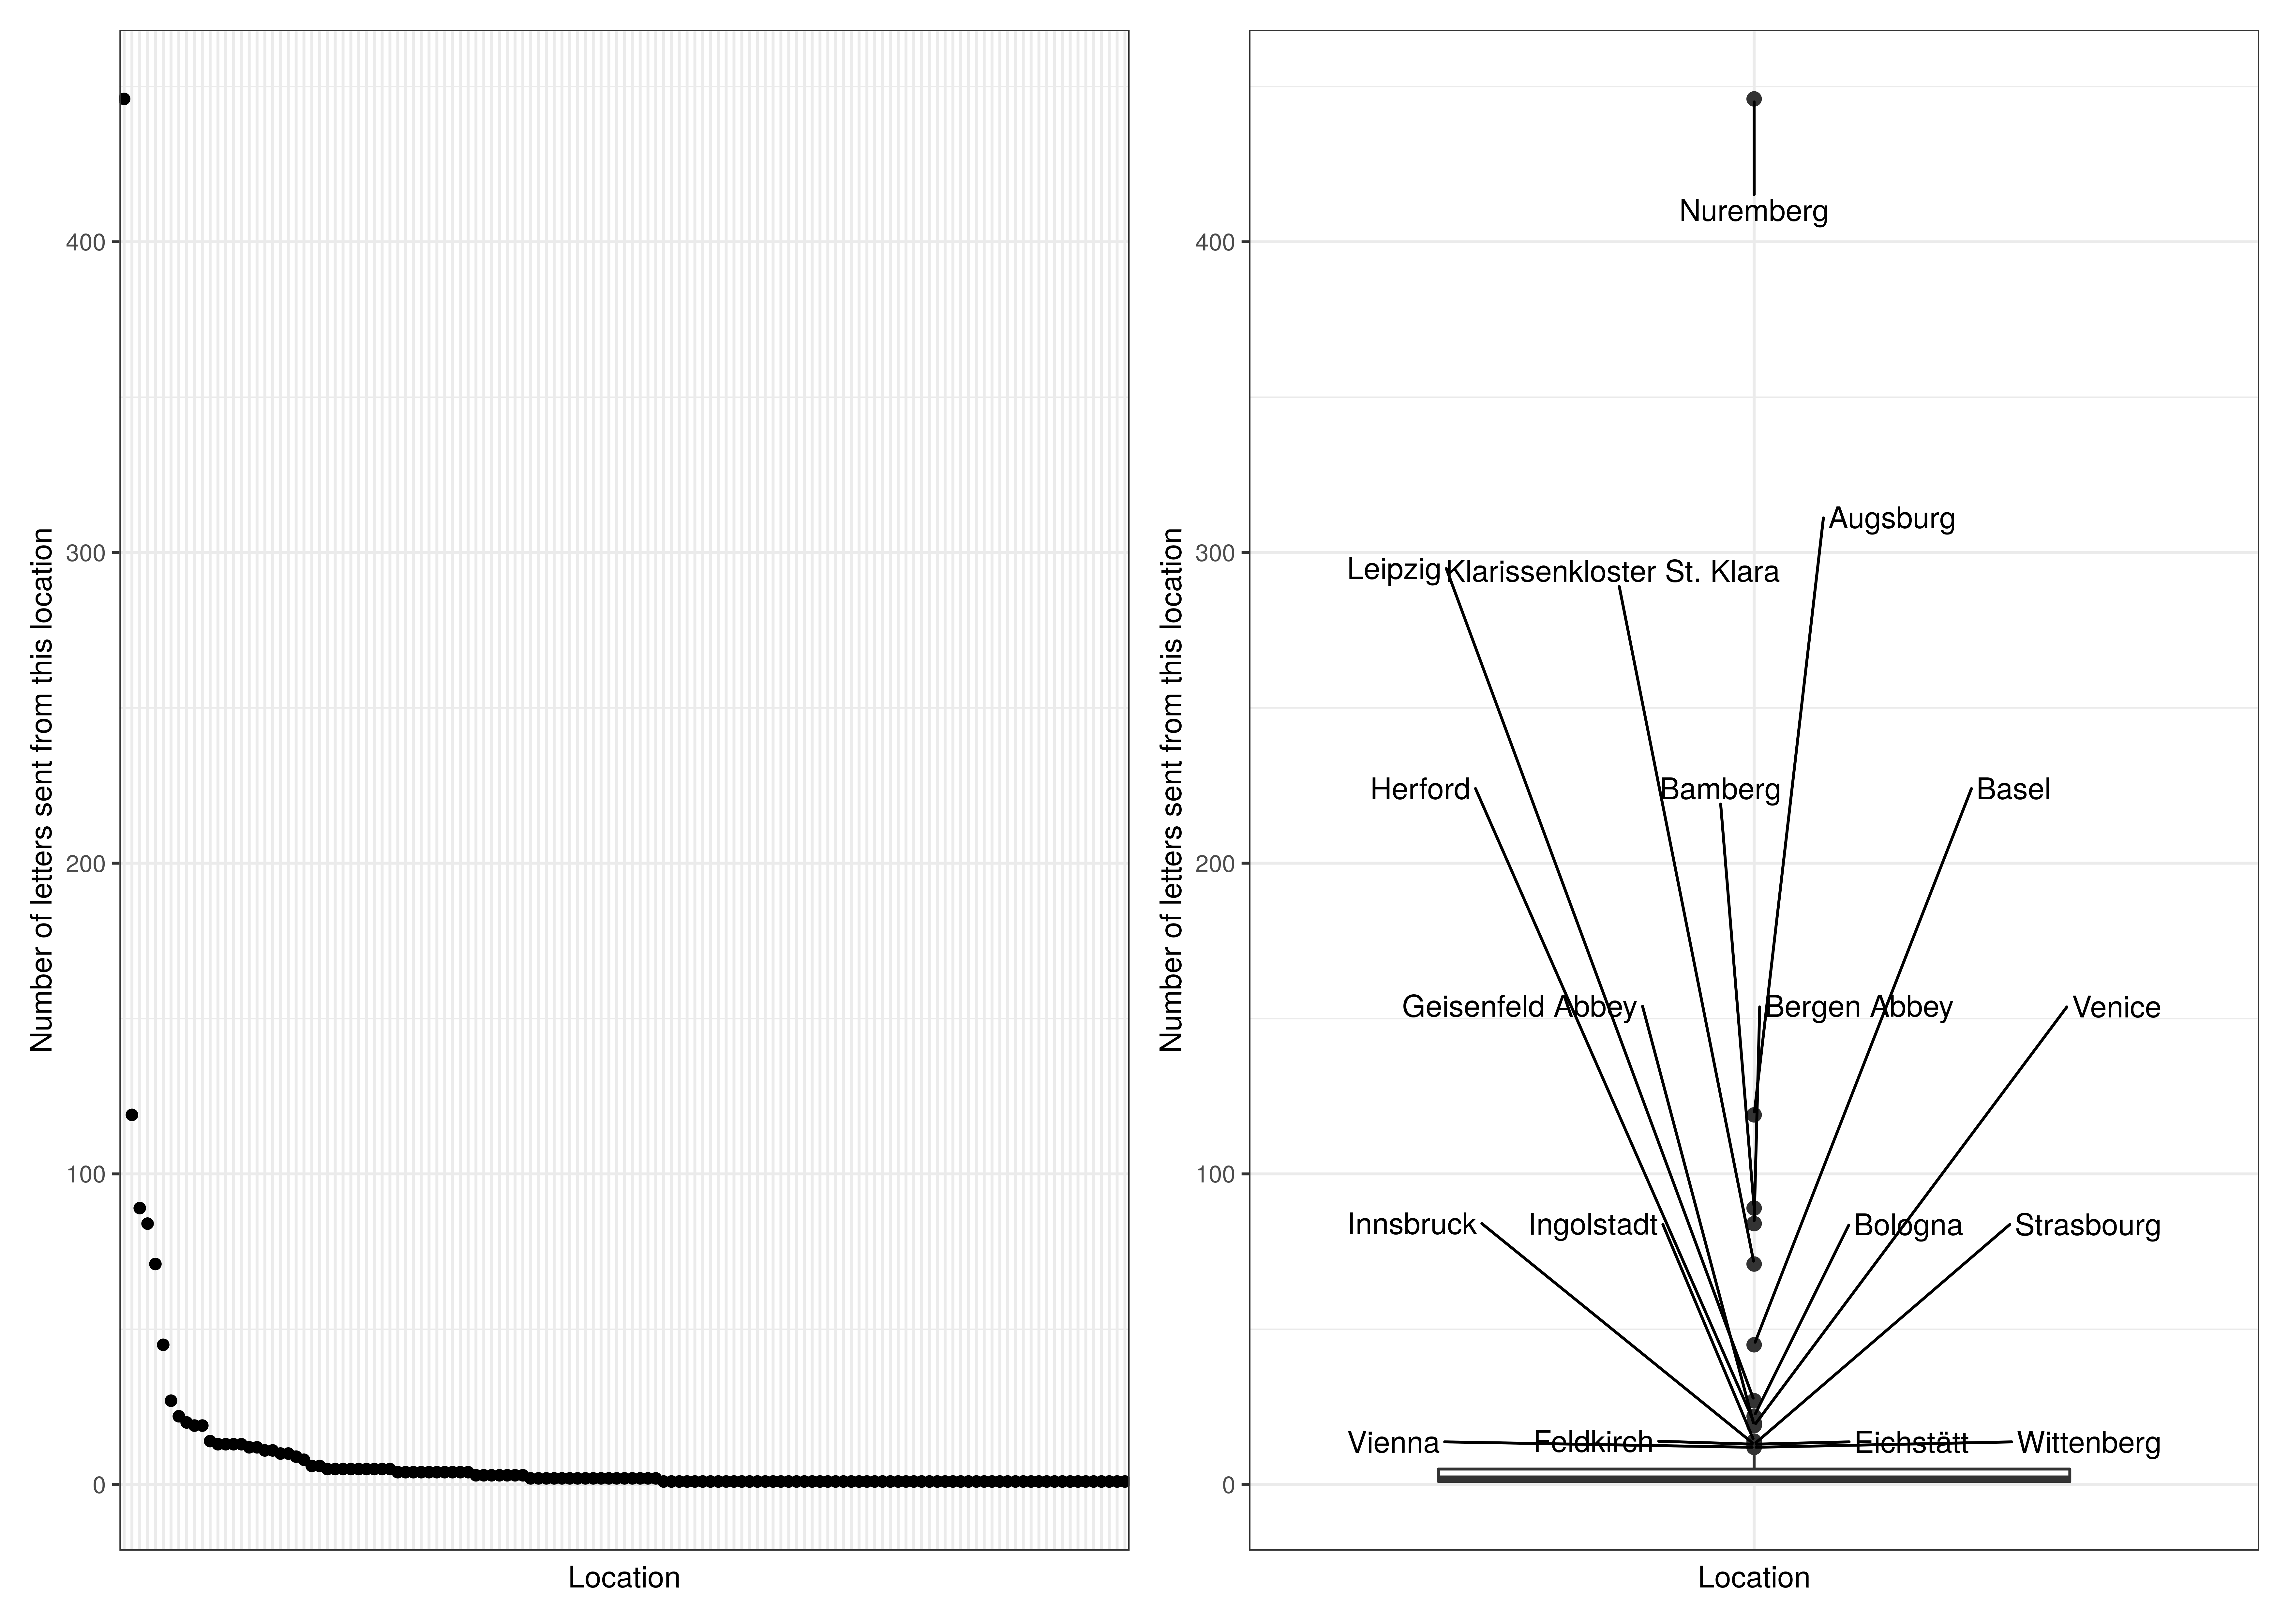 Number of letters sent from this location
400
300
200
100
0
Location
Number of letters sent from this location
400
300
200
100
0
Nuremberg
Augsburg
Leipzig Klarissenkloster St. Klara
Herford Bamberg Basel
Geisenfeld Abbey Bergen Abbey Venice
Innsbruck Ingolstadt Bologna Strasbourg
Vienna Feldkirch Eichstätt Wittenberg
Location